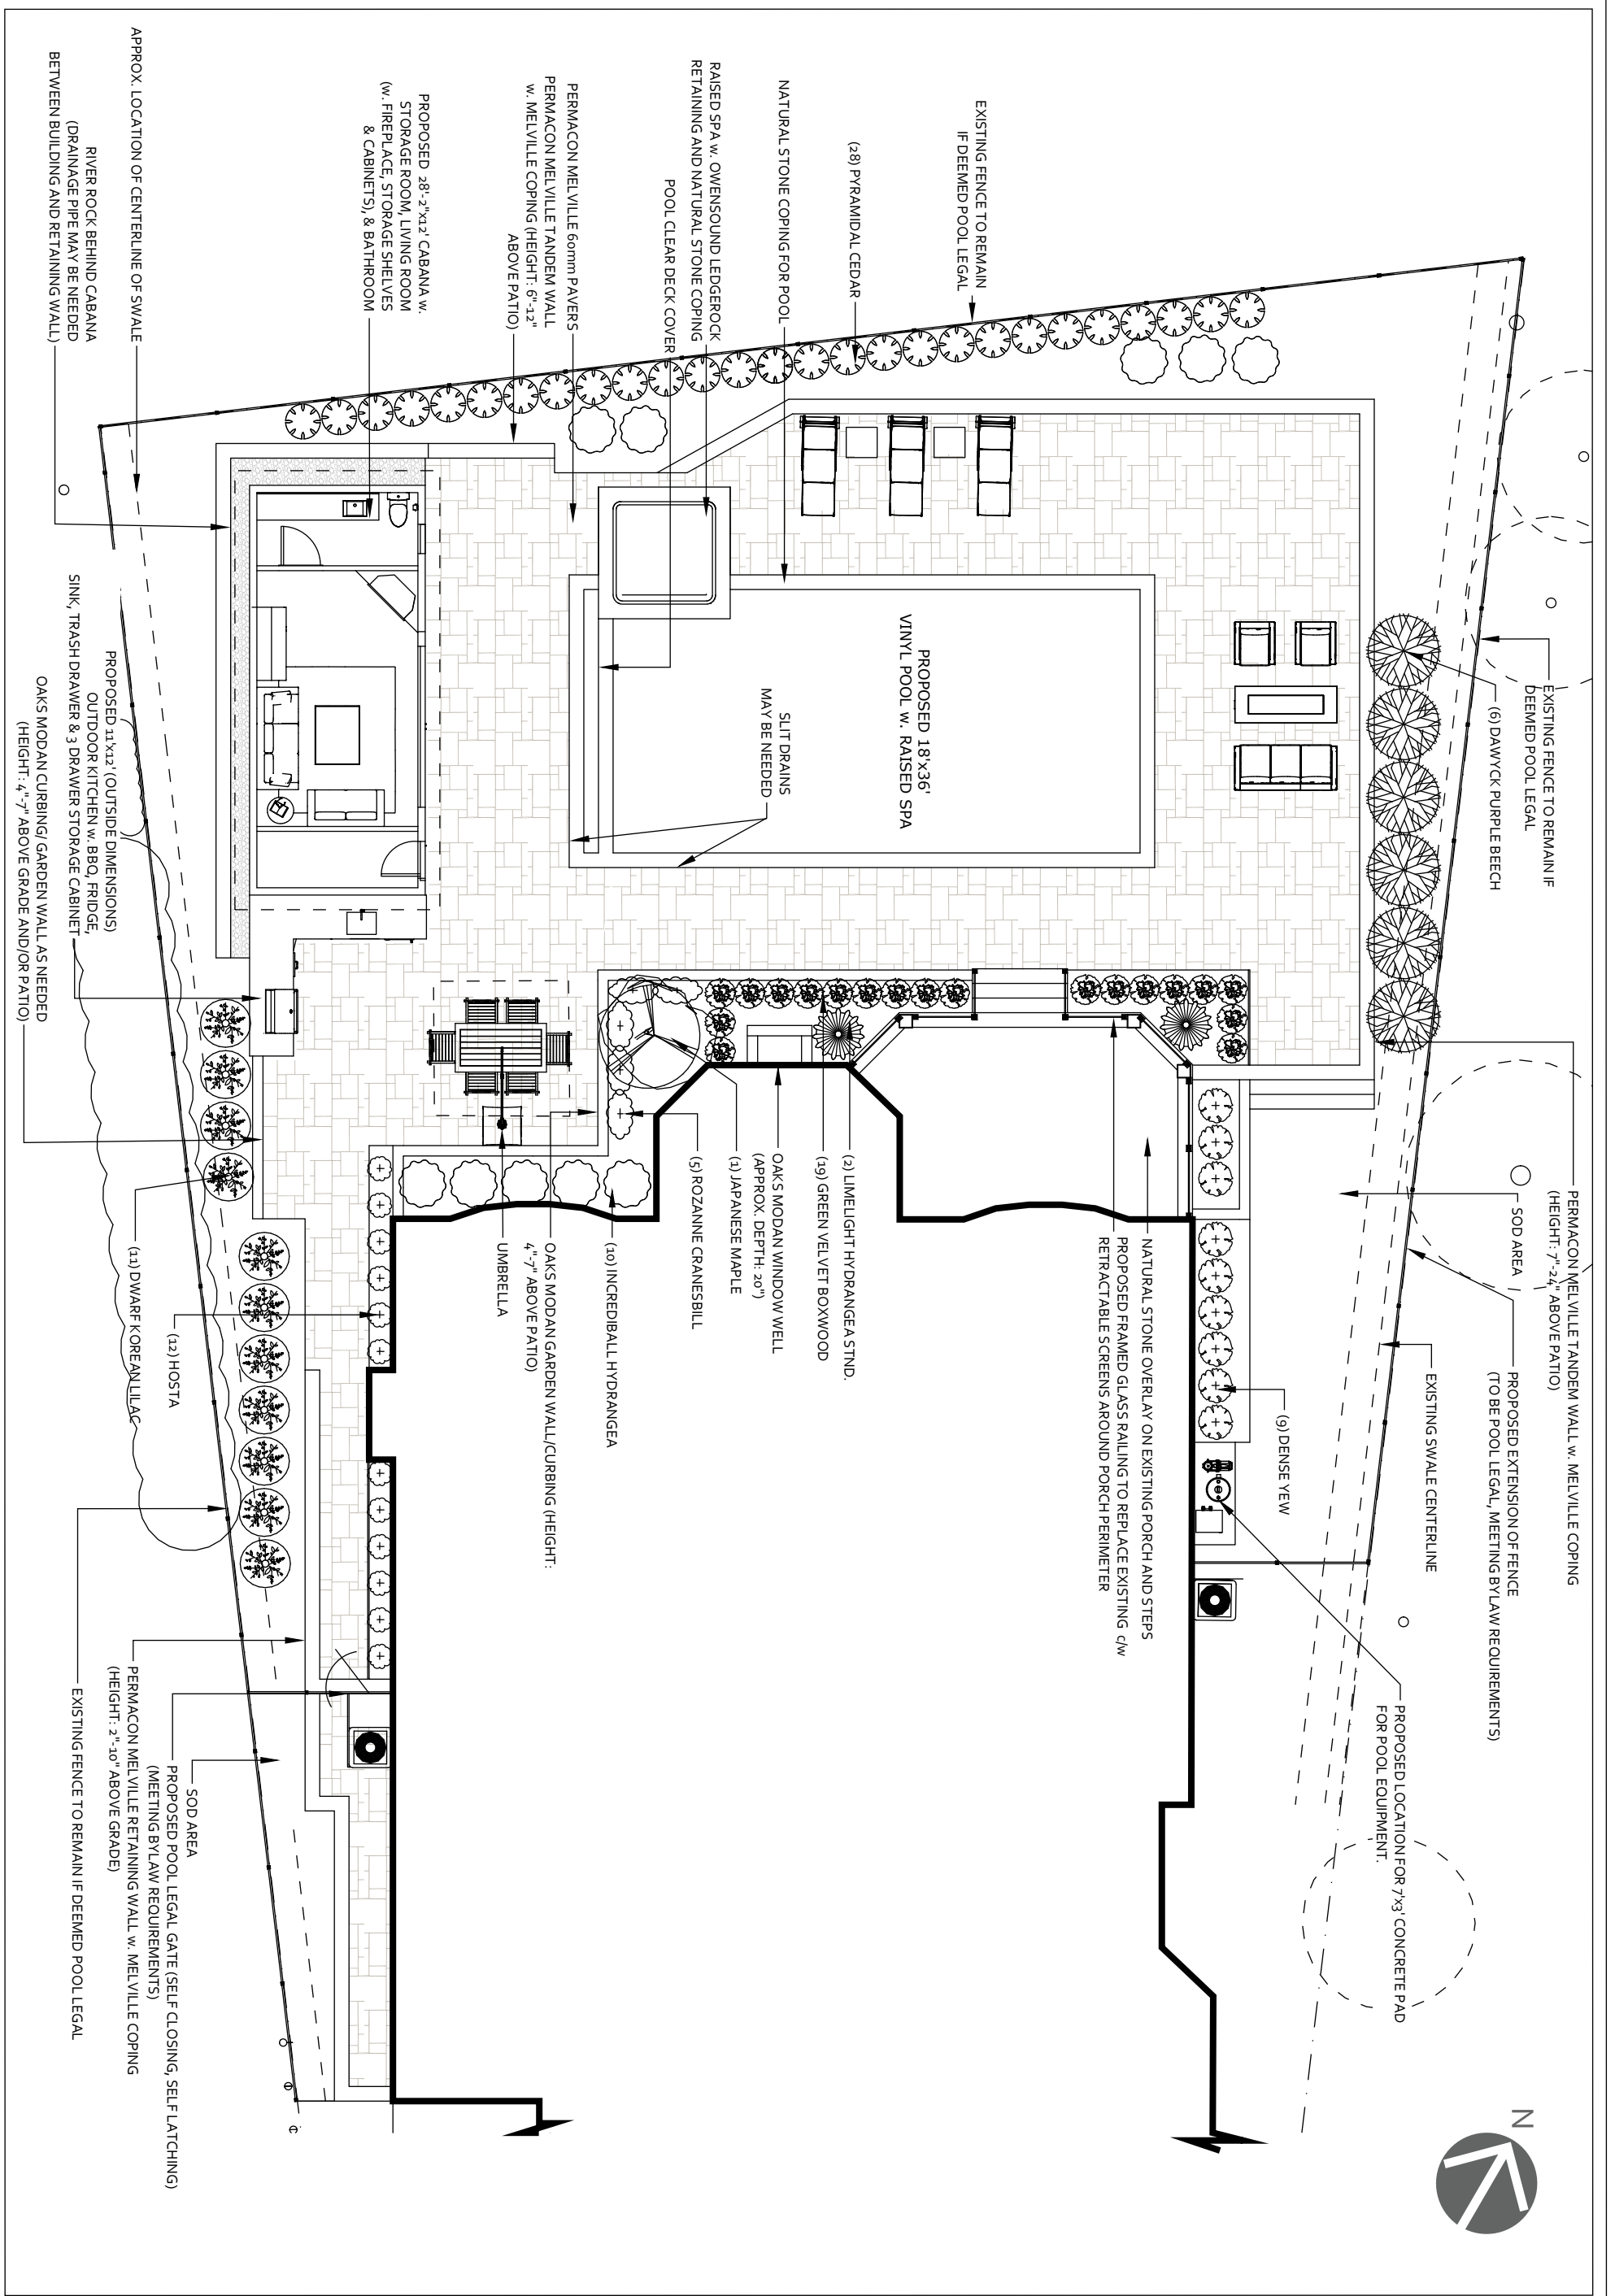 APPROX. LOCATION OF CENTERLINE OF SWALE
RIVER ROCK BEHIND CABANA
(DRAINAGE PIPE MAY BE NEEDED
BETWEEN BUILDING AND RETAINING WALL)
PROPOSED 28'-2"x12' CABANA w.
STORAGE ROOM, LIVING ROOM
(w. FIREPLACE, STORAGE SHELVES
& CABINETS), & BATHROOM
PERMACON MELVILLE 60mm PAVERS
PERMACON MELVILLE TANDEM WALL
w. MELVILLE COPING (HEIGHT: 6"-12"
ABOVE PATIO)
RAISED SPA w. OWENSOUND LEDGEROCK
RETAINING AND NATURAL STONE COPING
POOL CLEAR DECK COVER
NATURAL STONE COPING FOR POOL
(28) PYRAMIDAL CEDAR
EXISTING FENCE TO REMAIN
IF DEEMED POOL LEGAL
EXISTING FENCE TO REMAIN IF
DEEMED POOL LEGAL
(6) DAWYCK PURPLE BEECH
PROPOSED 18'x36'
VINYL POOL w. RAISED SPA
SLIT DRAINS
MAY BE NEEDED
PROPOSED 11'x12' (OUTSIDE DIMENSIONS)
OUTDOOR KITCHEN w. BBQ, FRIDGE,
SINK, TRASH DRAWER & 3 DRAWER STORAGE CABINET
OAKS MODAN CURBING/ GARDEN WALL AS NEEDED
(HEIGHT: 4"-7" ABOVE GRADE AND/OR PATIO)
PERMACON MELVILLE TANDEM WALL w. MELVILLE COPING
(HEIGHT: 7"-24" ABOVE PATIO)
SOD AREA
PROPOSED EXTENSION OF FENCE
(TO BE POOL LEGAL, MEETING BYLAW REQUIREMENTS)
EXISTING SWALE CENTERLINE
(9) DENSE YEW
PROPOSED LOCATION FOR 7'x3' CONCRETE PAD
FOR POOL EQUIPMENT.
NATURAL STONE OVERLAY ON EXISTING PORCH AND STEPS
PROPOSED FRAMED GLASS RAILING TO REPLACE EXISTING c/w
RETRACTABLE SCREENS AROUND PORCH PERIMETER
(2) LIMELIGHT HYDRANGEA STND.
(19) GREEN VELVET BOXWOOD
OAKS MODAN WINDOW WELL
(APPROX. DEPTH: 20")
(1) JAPANESE MAPLE
(5) ROZANNE CRANESBILL
(10) INCREDIBALL HYDRANGEA
OAKS MODAN GARDEN WALL/CURBING (HEIGHT:
4"-7" ABOVE PATIO)
UMBRELLA
(12) HOSTA
(11) DWARF KOREAN LILAC
SOD AREA
PROPOSED POOL LEGAL GATE (SELF CLOSING, SELF LATCHING)
(MEETING BYLAW REQUIREMENTS)
PERMACON MELVILLE RETAINING WALL w. MELVILLE COPING
(HEIGHT: 2"-10" ABOVE GRADE)
EXISTING FENCE TO REMAIN IF DEEMED POOL LEGAL
N